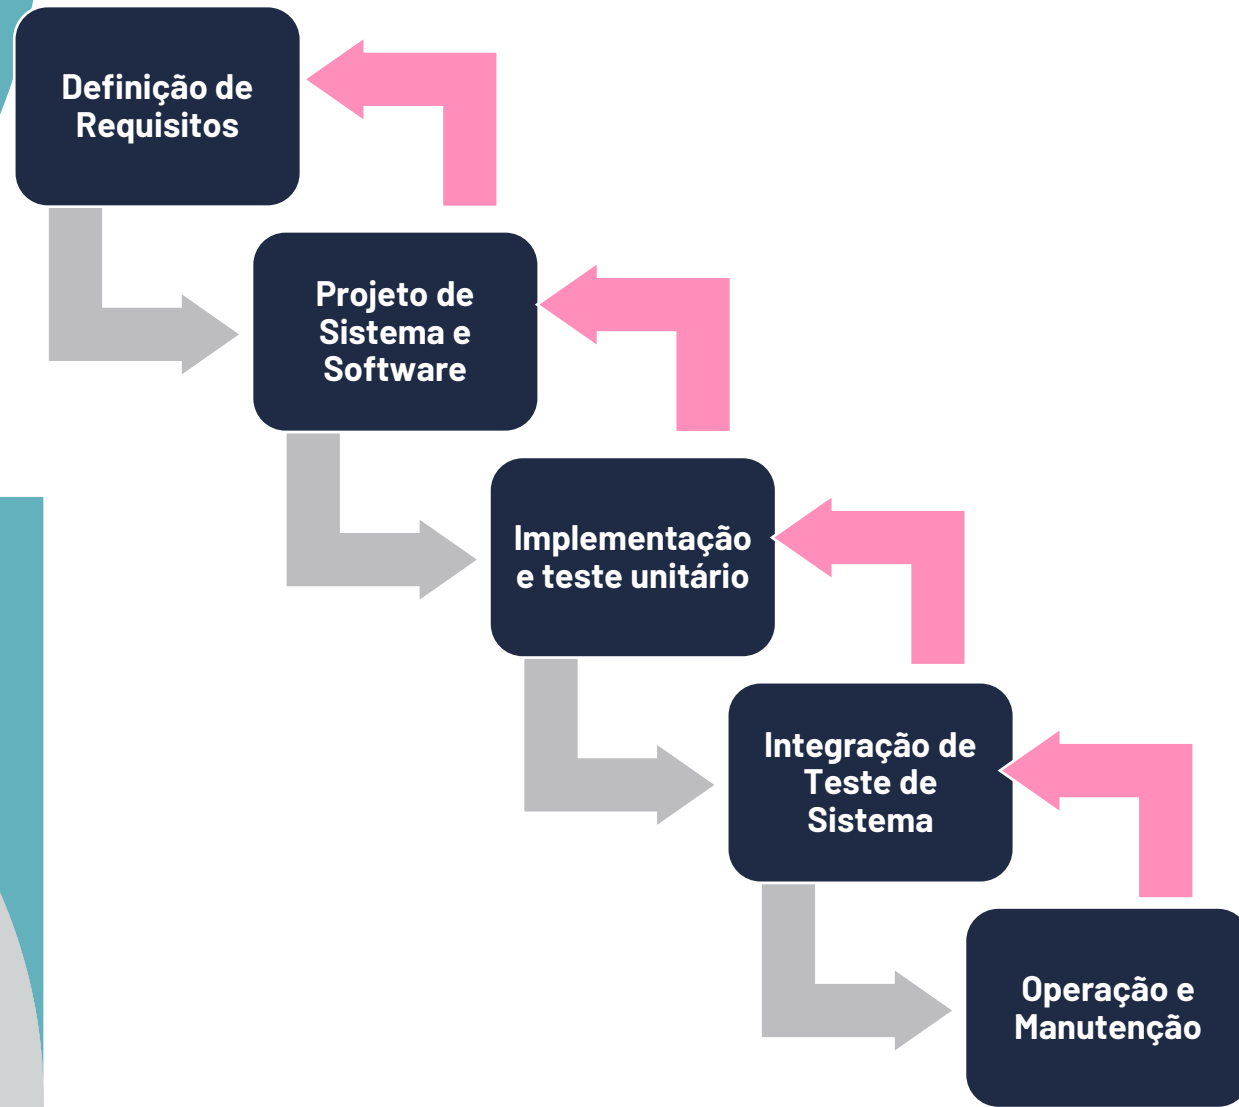 Definição de
Requisitos
Projeto de
Sistema e
Software
Implementação
e teste unitário
Integração de
Teste de
Sistema
Operação e
Manutenção